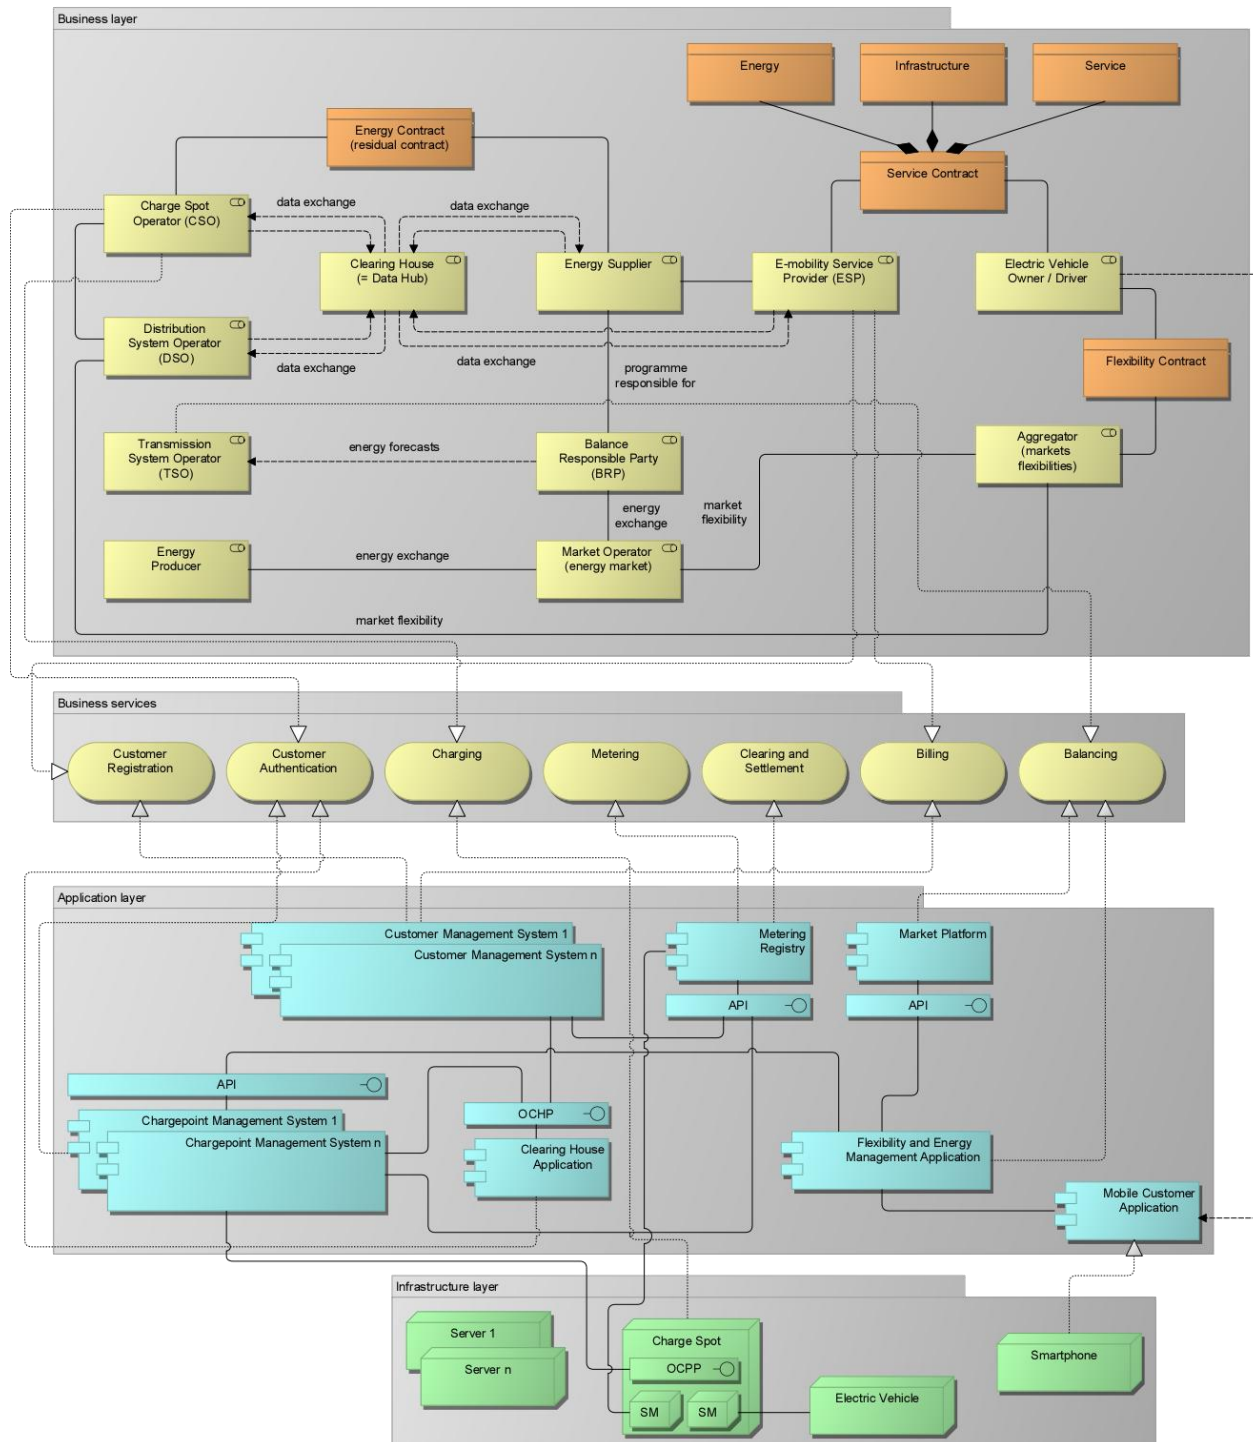 Business layer
Energy
Infrastructure
Service
Energy Contract
(residual contract)
Service Contract
Charge Spot
Operator (CSO)
data exchange
data exchange
Clearing House
(= Data Hub)
Energy Supplier
E-mobility Service
Provider (ESP)
Electric Vehicle
Owner / Driver
Distribution
System Operator
(DSO)
data exchange
data exchange
programme
responsible for
Flexibility Contract
Transmission
System Operator
(TSO)
energy forecasts
Balance
Responsible Party
(BRP)
Aggregator
(markets
flexibilities)
energy
exchange
market
flexibility
Energy
Producer
energy exchange
Market Operator
(energy market)
market flexibility
Business services
Customer
Registration
Customer
Authentication
Charging
Metering
Clearing and
Settlement
Billing
Balancing
Application layer
Customer Management System 1
Customer Management System n
Metering
Registry
Market Platform
API
API
API
Chargepoint Management System 1
Chargepoint Management System n
OCHP
Clearing House
Application
Flexibility and Energy
Management Application
Mobile Customer
Application
Infrastructure layer
Server 1
Server n
Charge Spot
OCPP
SM
SM
Electric Vehicle
Smartphone